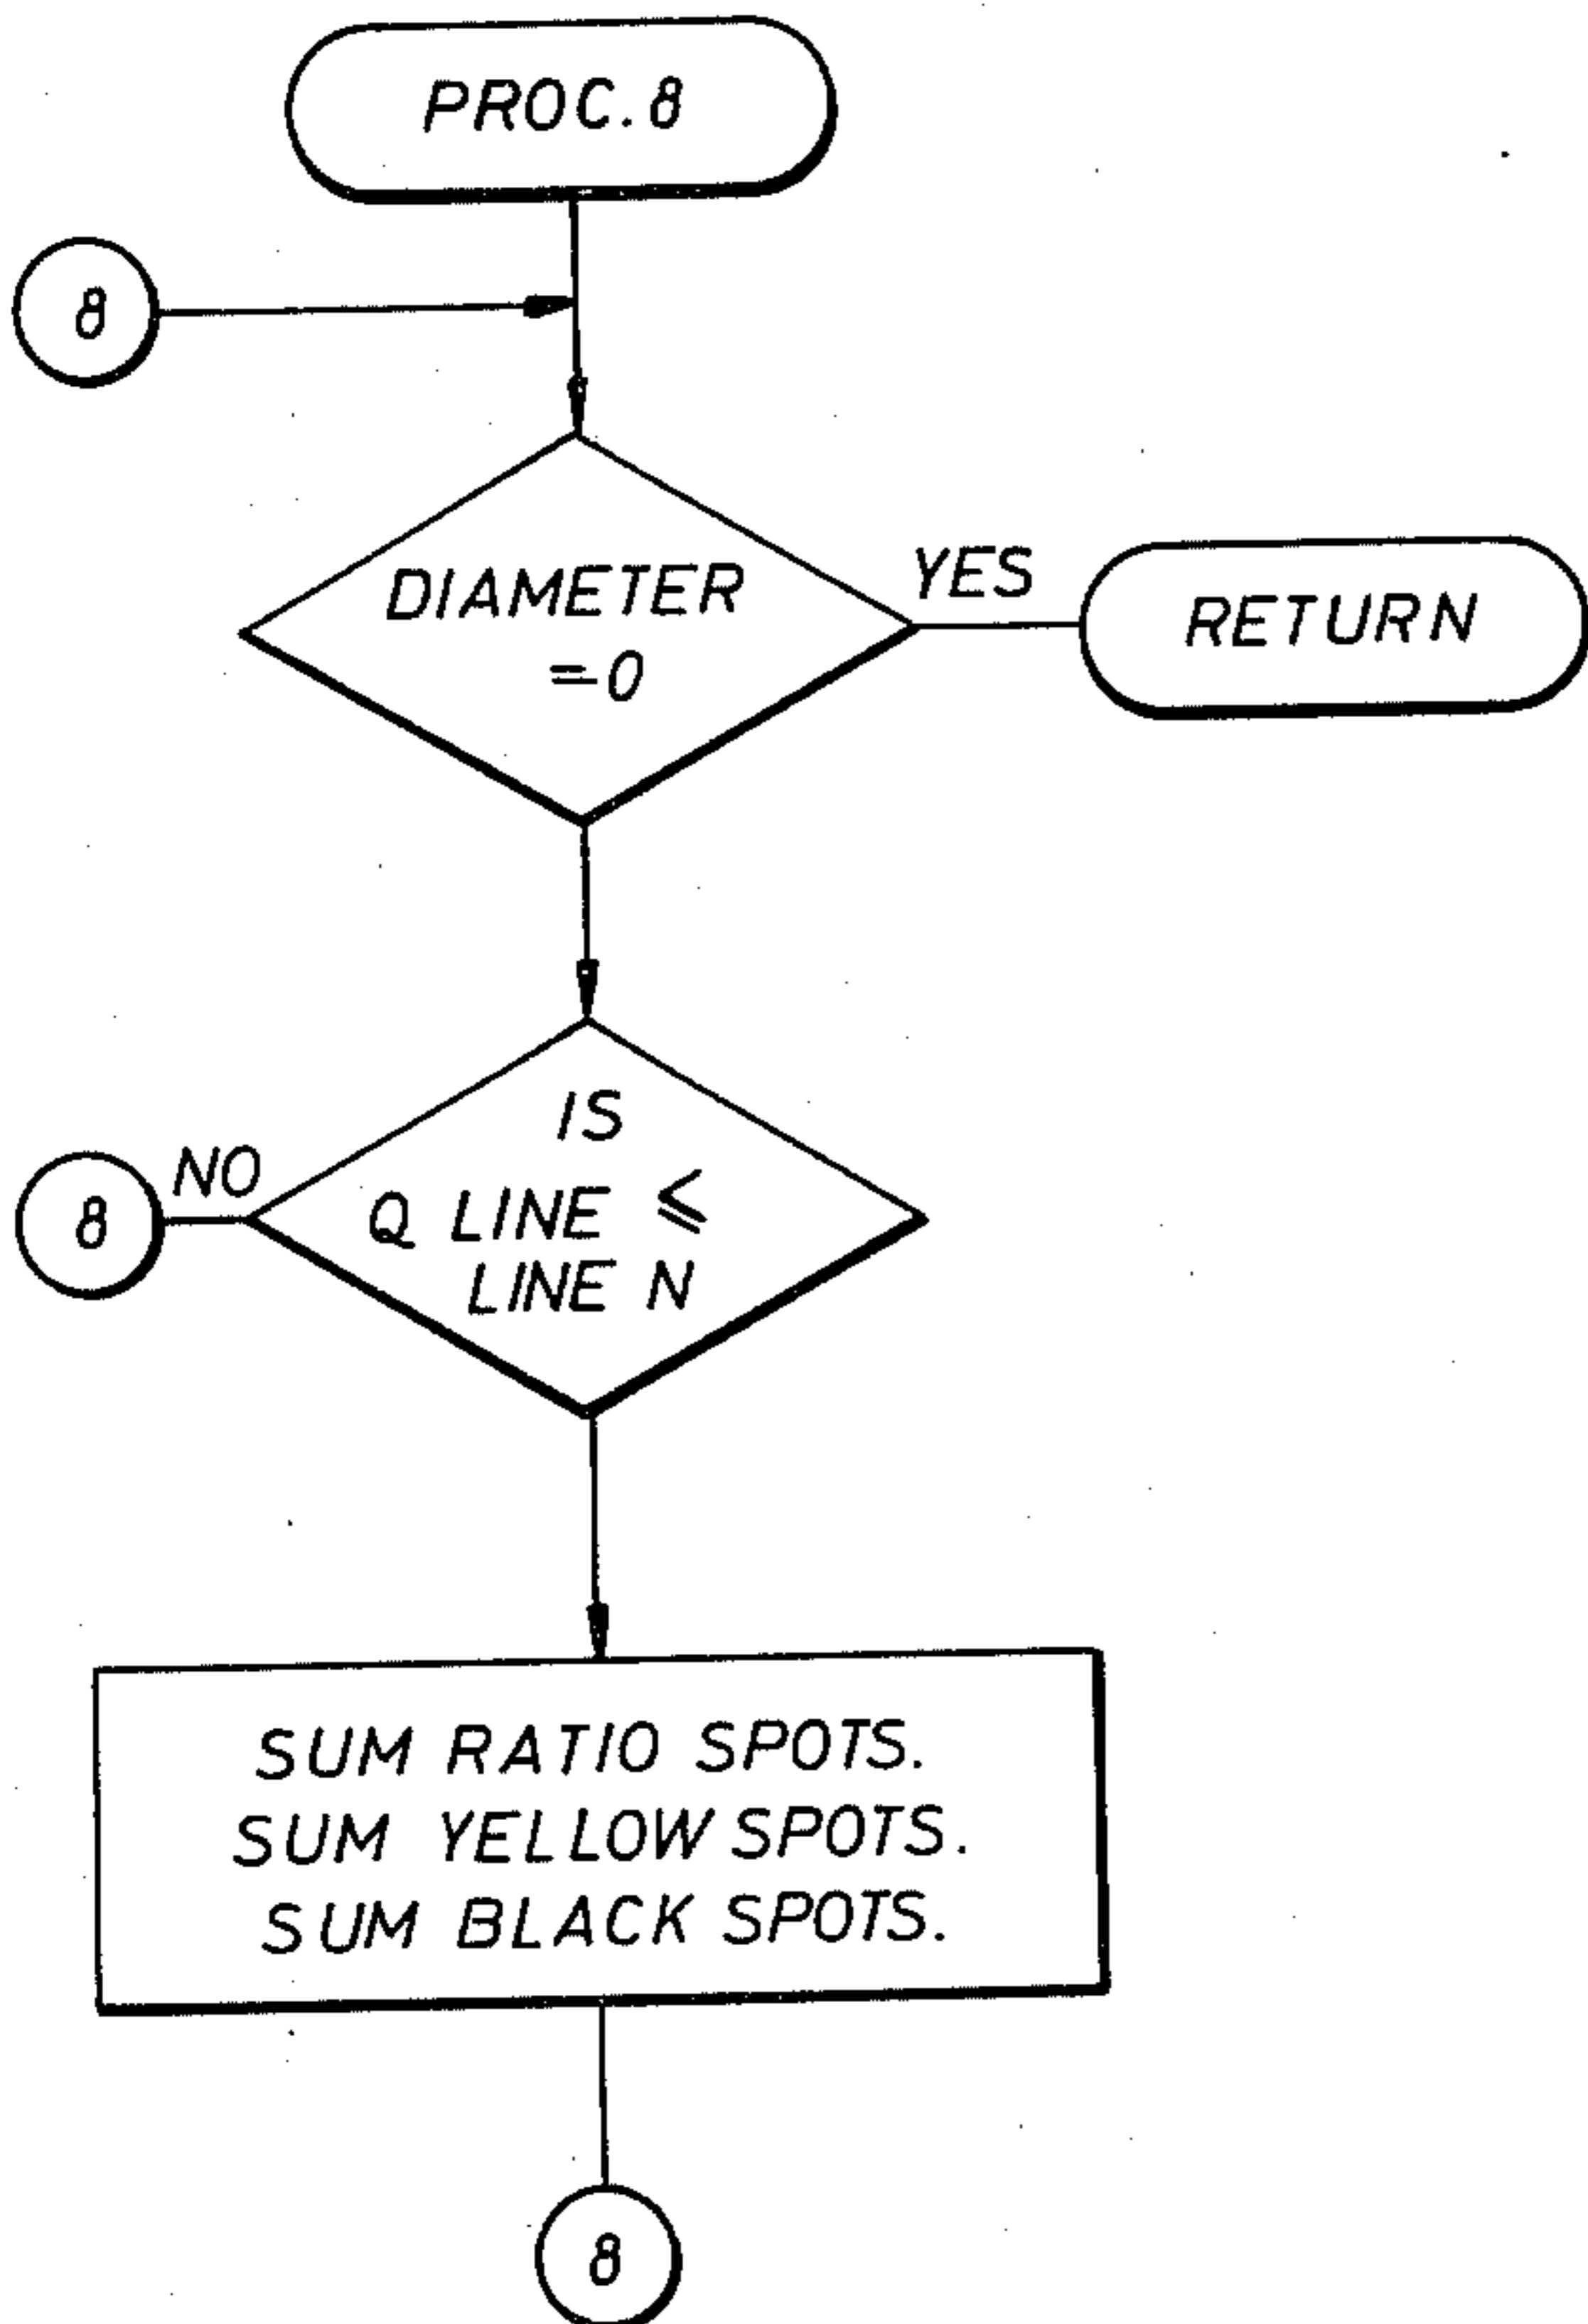 PROC.8
8
DIAMETER
=0
YES
RETURN
IS
Q LINE ≤
LINE N
NO
8
SUM RATIO SPOTS.
SUM YELLOW SPOTS.
SUM BLACK SPOTS.
8